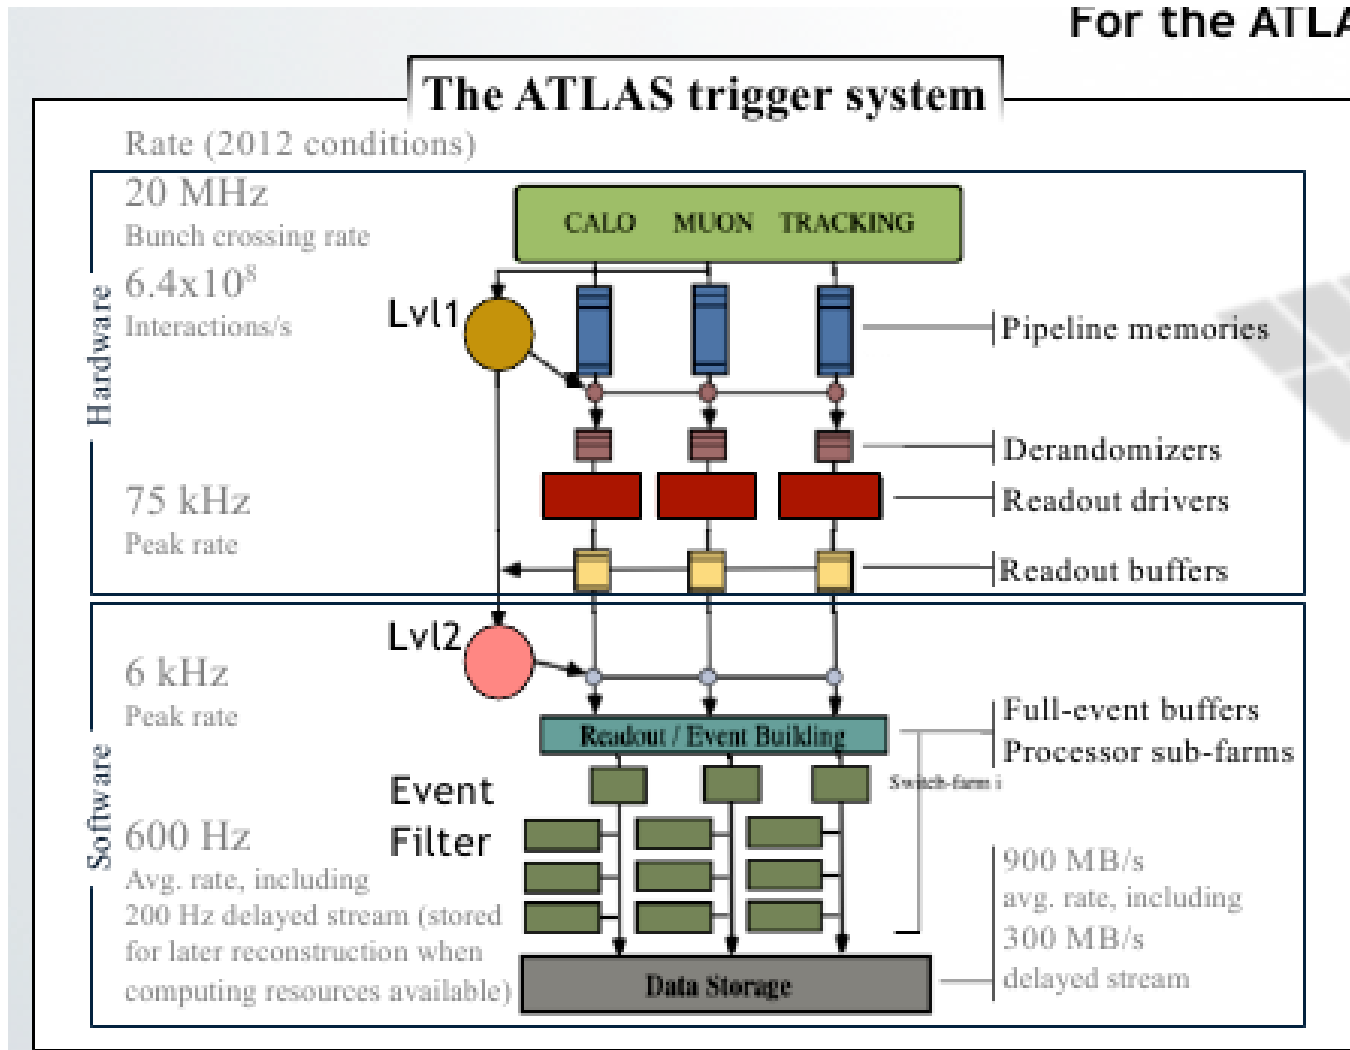 For the ATLA
The ATLAS trigger system
Rate (2012 conditions)
20 MHz
Bunch crossing rate
6.4x10⁸
Interactions/s
Hardware
CALO MUON TRACKING
Lvl1
Pipeline memories
Derandomizers
75 kHz
Peak rate
Readout drivers
Readout buffers
Lvl2
6 kHz
Peak rate
Software
Full-event buffers
Processor sub-farms
Readout / Event Builkling
Switch-farm i
Event
Filter
600 Hz
Avg. rate, including
200 Hz delayed stream (stored
for later reconstruction when
computing resources available)
900 MB/s
avg. rate, including
300 MB/s
delayed stream
Data Storage